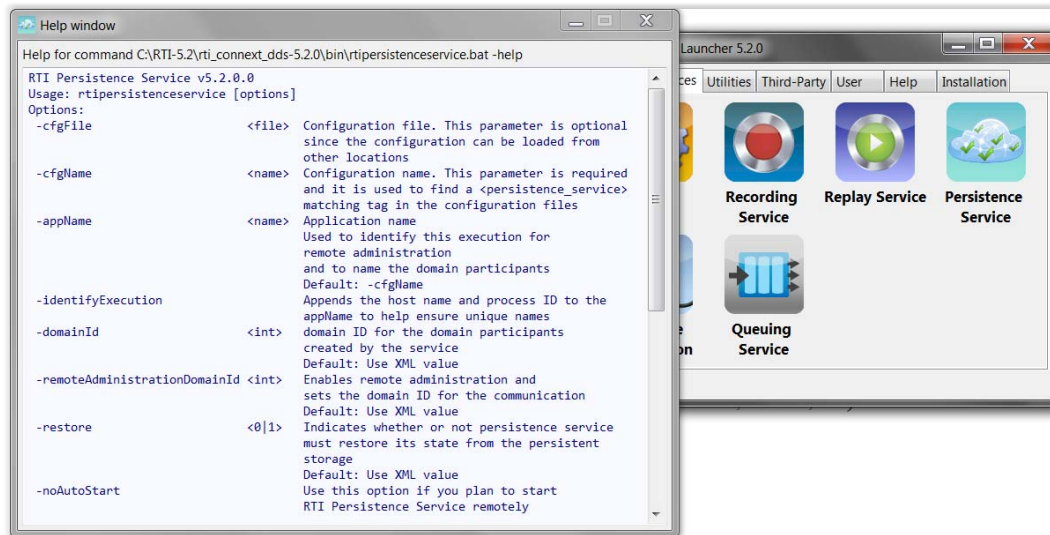 Help window
Help for command C:\RTI-5.2\rti_connext_dds-5.2.0\bin\rtipersistenceservice.bat -help
RTI Persistence Service v5.2.0.0
Usage: rtipersistenceservice [options]
Options:
-cfgFile <file> Configuration file. This parameter is optional
since the configuration can be loaded from
other locations
-cfgName <name> Configuration name. This parameter is required
and it is used to find a <persistence_service>
matching tag in the configuration files
-appName <name> Application name
Used to identify this execution for
remote administration
and to name the domain participants
Default: -cfgName
-identifyExecution Appends the host name and process ID to the
appName to help ensure unique names
-domainId <int> domain ID for the domain participants
created by the service
Default: Use XML value
-remoteAdministrationDomainId <int> Enables remote administration and
sets the domain ID for the communication
Default: Use XML value
-restore <0|1> Indicates whether or not persistence service
must restore its state from the persistent
storage
Default: Use XML value
-noAutoStart Use this option if you plan to start
RTI Persistence Service remotely
Launcher 5.2.0
Utilities Third-Party User Help Installation
Recording
Service
Replay Service
Persistence
Service
Queuing
Service